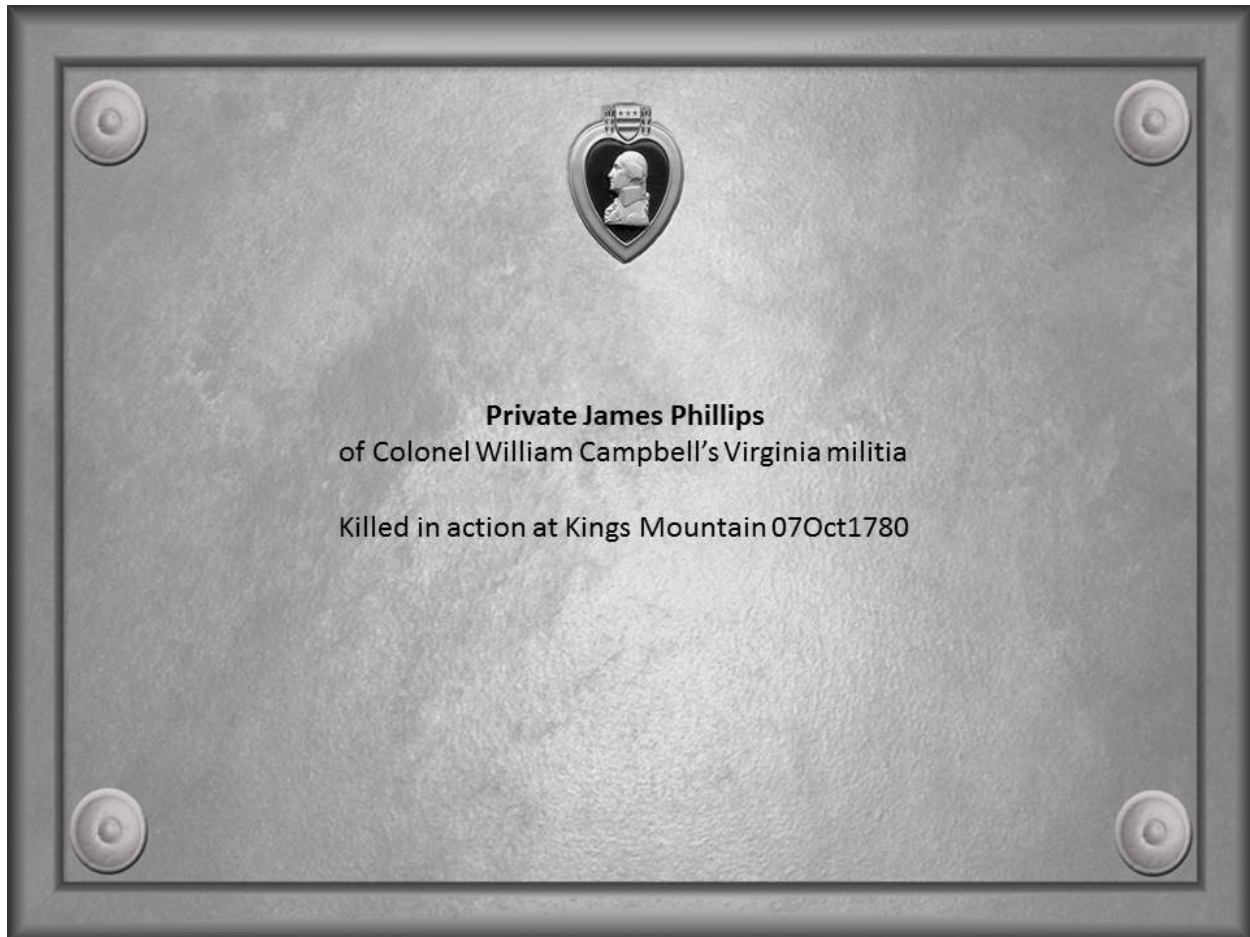 Private James Phillips
of Colonel William Campbell’s Virginia militia
Killed in action at Kings Mountain 07Oct1780